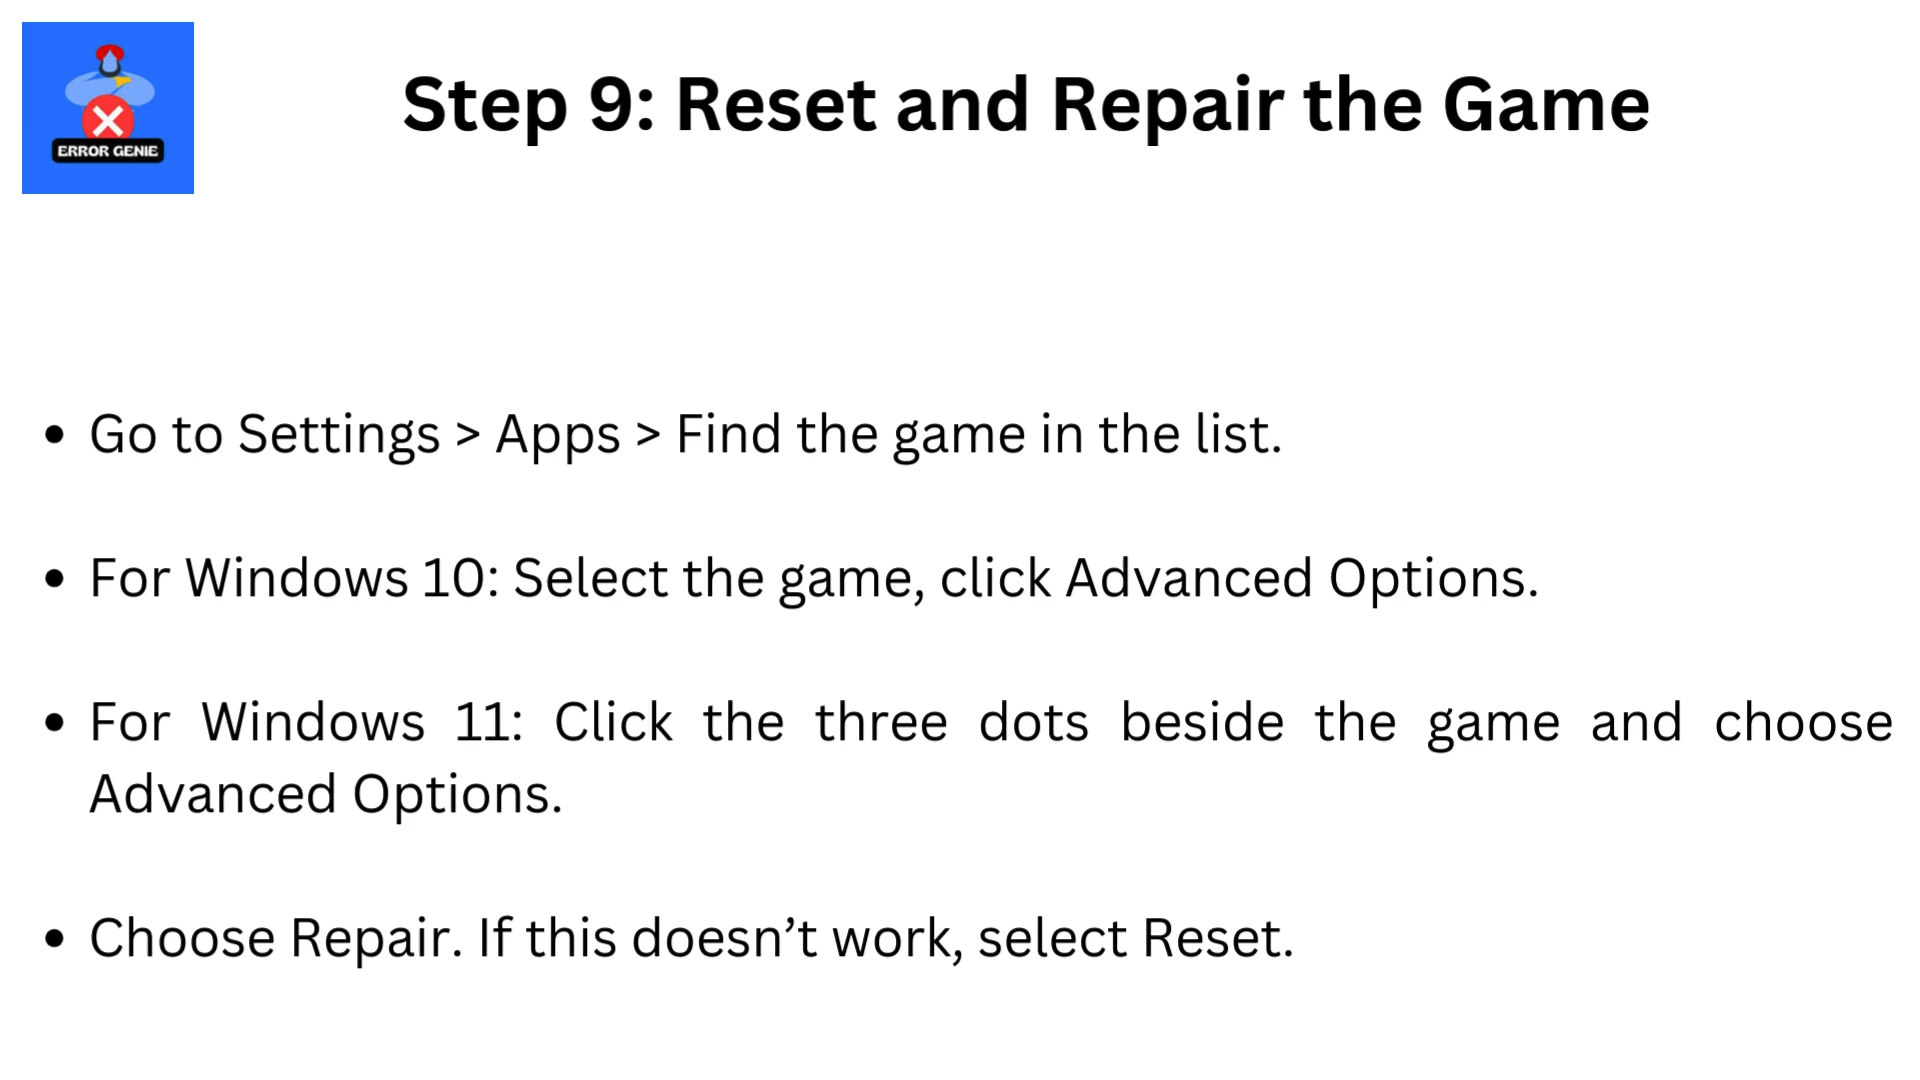 ERROR GENIE
Step 9: Reset and Repair the Game
• Go to Settings > Apps > Find the game in the list.
• For Windows 10: Select the game, click Advanced Options.
• For Windows 11: Click the three dots beside the game and choose
Advanced Options.
• Choose Repair. If this doesn’t work, select Reset.